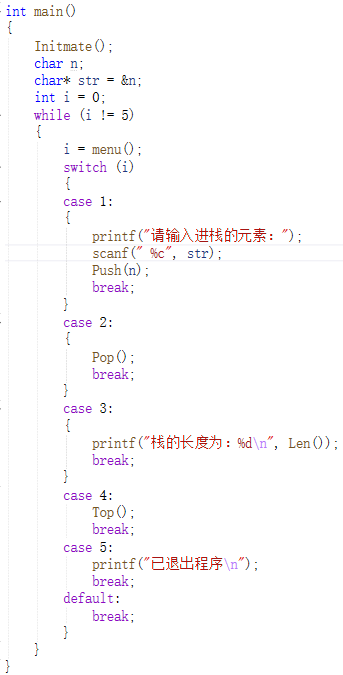 int main()
{
    Initmate();
    char n;
    char* str = &n;
    int i = 0;
    while (i != 5)
    {
        i = menu();
        switch (i)
        {
        case 1:
        {
            printf("请输入进栈的元素：");
            scanf(" %c", str);
            Push(n);
            break;
        }
        case 2:
        {
            Pop();
            break;
        }
        case 3:
        {
            printf("栈的长度为：%d\n", Len());
            break;
        }
        case 4:
            Top();
            break;
        case 5:
            printf("已退出程序\n");
            break;
        default:
            break;
        }
    }
}